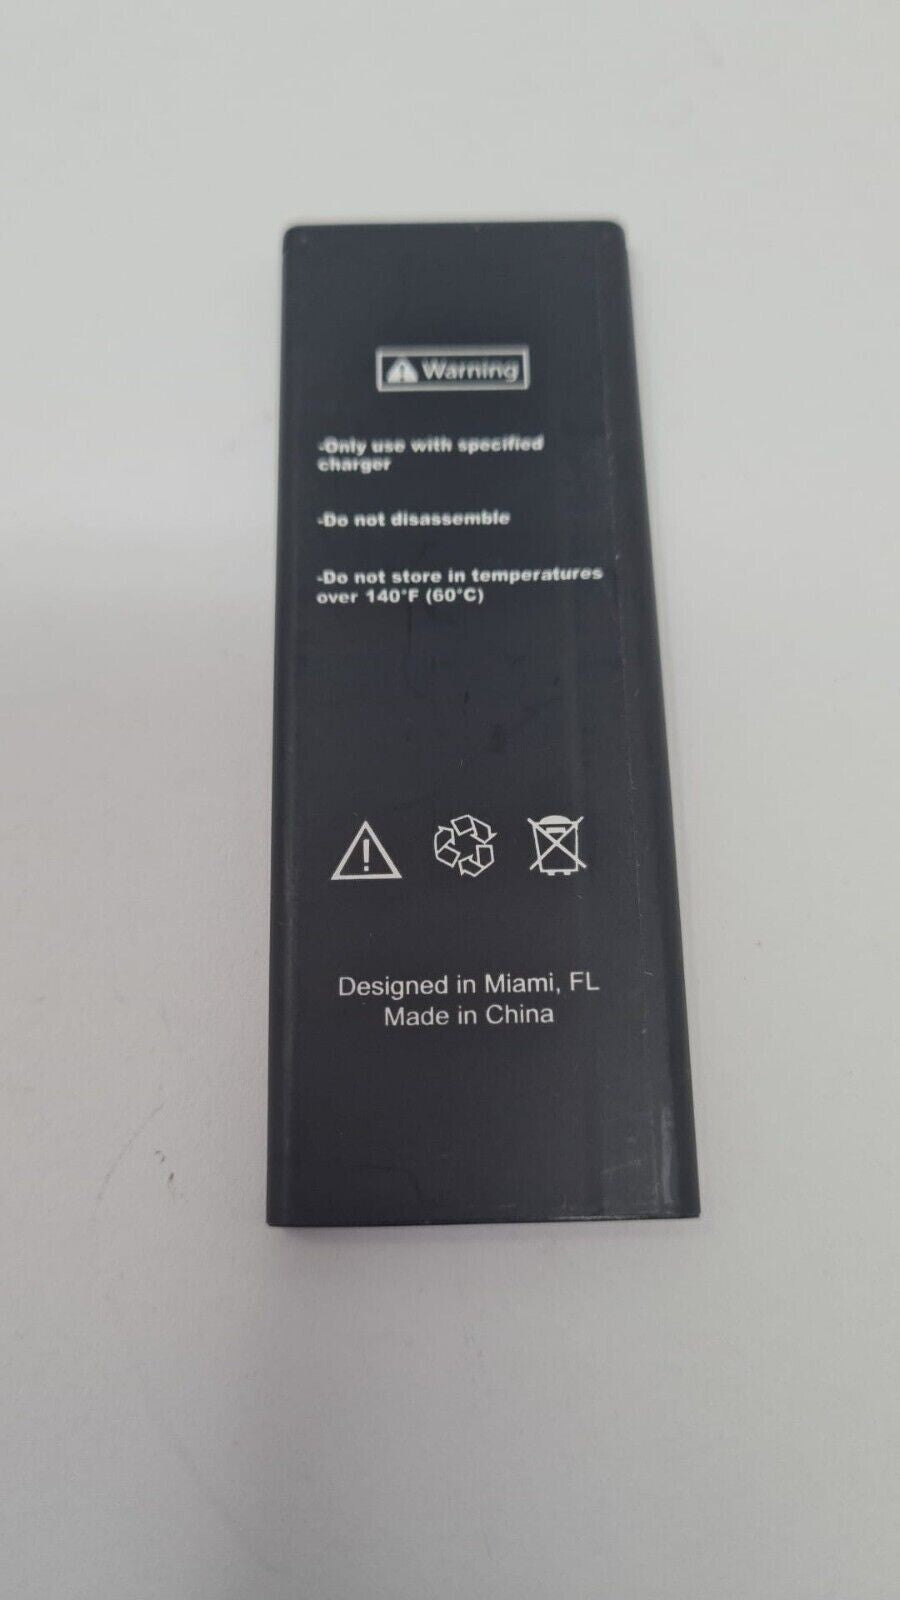 Warning
-Only use with specified
charger
-Do not disassemble
-Do not store in temperatures
over 140°F (60°C)
Designed in Miami, FL
Made in China